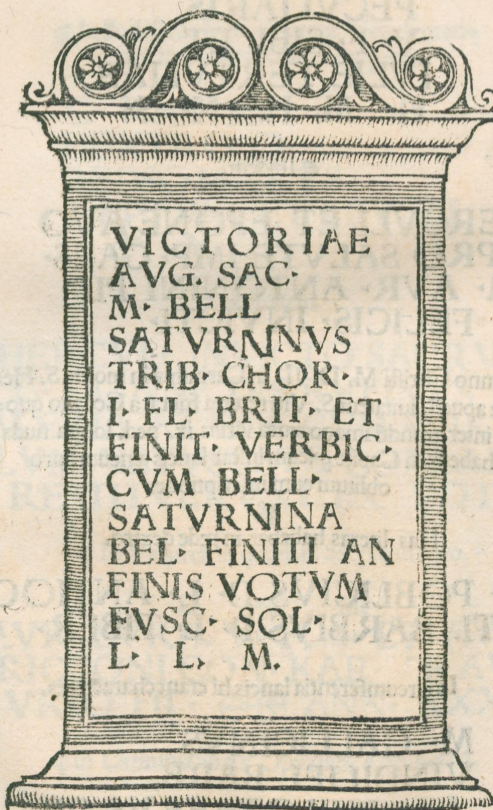 VICTORIAE
AVG. SAC·
M· BELL
SATVRNNVS
TRIB· CHOR·
I· F· BRIT· ET
FINIT· VERBIC·
CVM BELL·
SATVRNINA
BEL· FINITI AN
FINIS VOTVM
FVSC· SOL·
L· L, M.